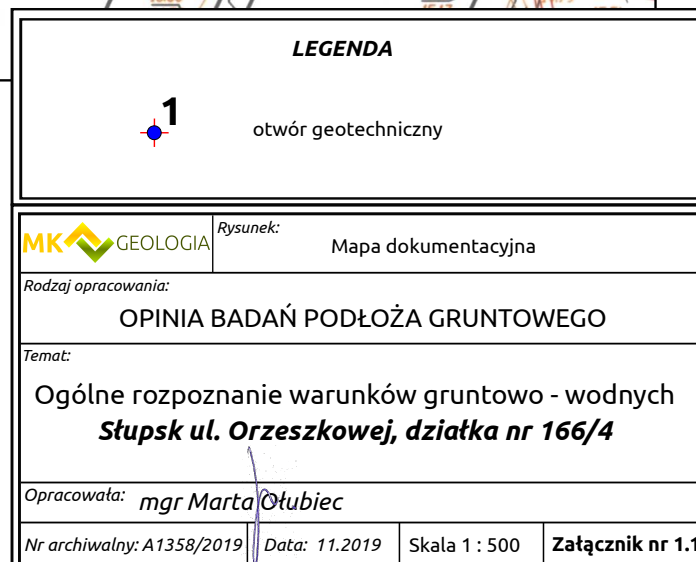 LEGENDA
1
otwór geotechniczny
MK GEOLOGIA
Rysunek:
Mapa dokumentacyjna
Rodzaj opracowania:
OPINIA BADAŃ PODŁOŻA GRUNTOWEGO
Temat:
Ogólne rozpoznanie warunków gruntowo - wodnych
Słupsk ul. Orzeszkowej, działka nr 166/4
Opracowała: mgr Marta Ołubiec
Nr archiwalny: A1358/2019 Data: 11.2019 Skala 1 : 500 Załącznik nr 1.1